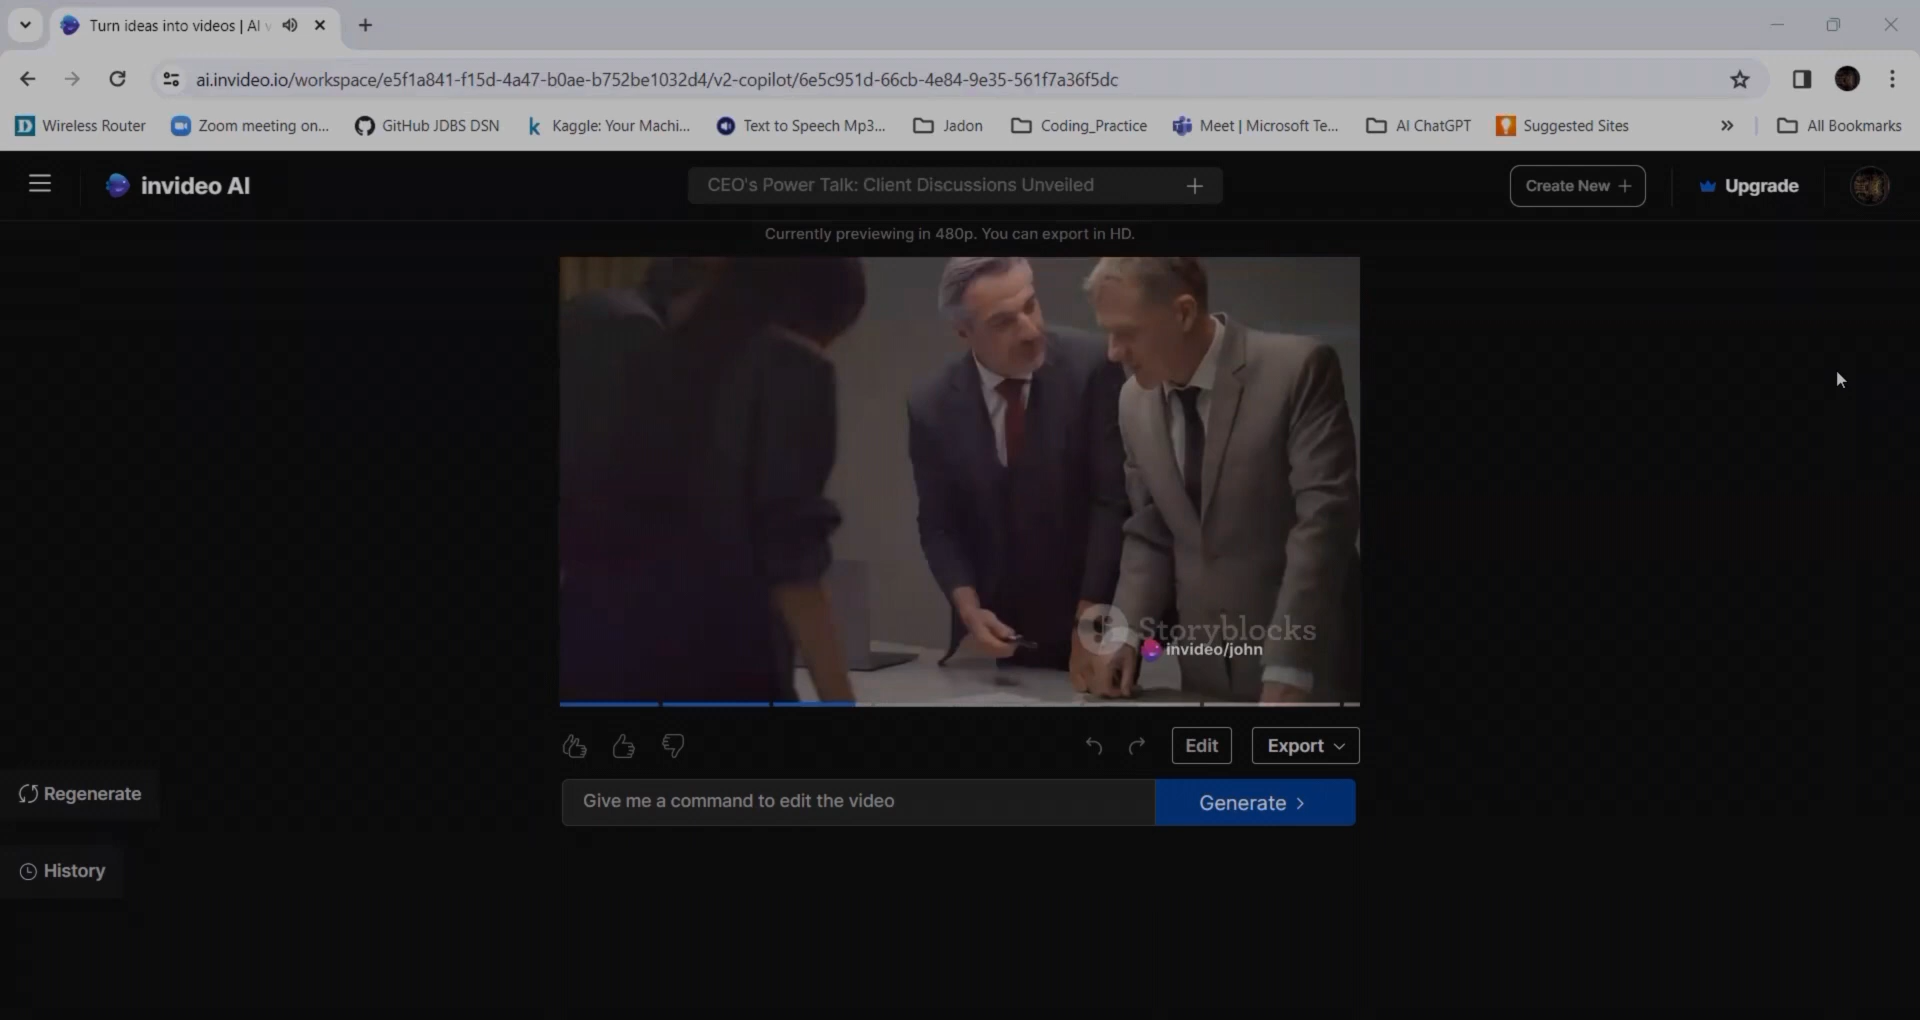 Turn ideas into videos | AI v
ai.invideo.io/workspace/e5f1a841-f15d-4a47-b0ae-b752be1032d4/v2-copilot/6e5c951d-66cb-4e84-9e35-561f7a36f5dc
Wireless Router
Zoom meeting on...
GitHub JDBS DSN
Kaggle: Your Machi...
Text to Speech Mp3...
Jadon
Coding_Practice
Meet | Microsoft Te...
AI ChatGPT
Suggested Sites
All Bookmarks
invideo AI
CEO's Power Talk: Client Discussions Unveiled
Create New +
Upgrade
Currently previewing in 480p. You can export in HD.
Storyblocks
invideo/john
Edit
Export
Regenerate
Give me a command to edit the video
Generate >
History